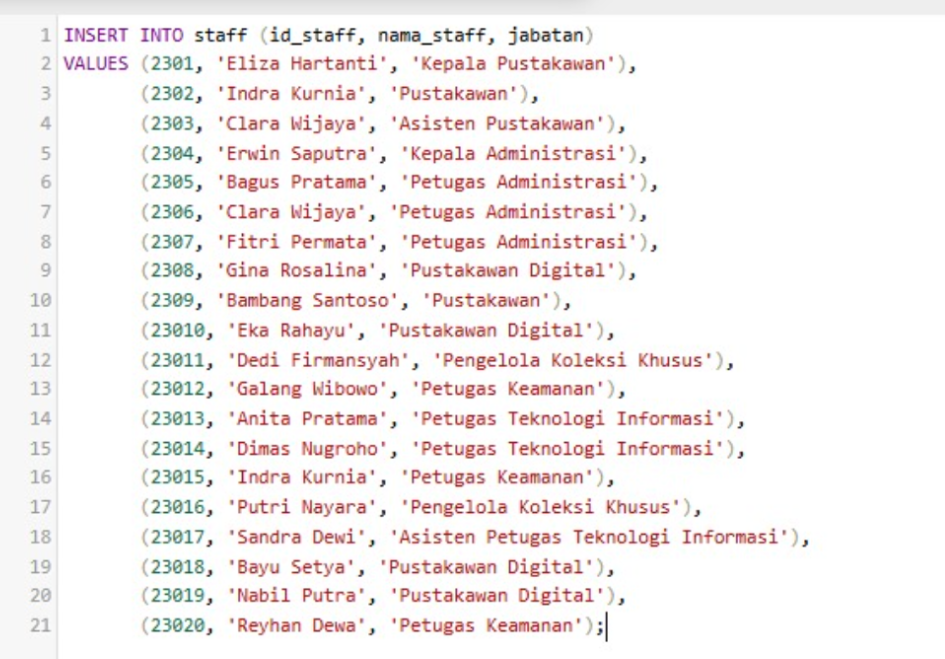 1 INSERT INTO staff (id_staff, nama_staff, jabatan)
2 VALUES (2301, 'Eliza Hartanti', 'Kepala Pustakawan'),
3 (2302, 'Indra Kurnia', 'Pustakawan'),
4 (2303, 'Clara Wijaya', 'Asisten Pustakawan'),
5 (2304, 'Erwin Saputra', 'Kepala Administrasi'),
6 (2305, 'Bagus Pratama', 'Petugas Administrasi'),
7 (2306, 'Clara Wijaya', 'Petugas Administrasi'),
8 (2307, 'Fitri Permata', 'Petugas Administrasi'),
9 (2308, 'Gina Rosalina', 'Pustakawan Digital'),
10 (2309, 'Bambang Santoso', 'Pustakawan'),
11 (23010, 'Eka Rahayu', 'Pustakawan Digital'),
12 (23011, 'Dedi Firmansyah', 'Pengelola Koleksi Khusus'),
13 (23012, 'Galang Wibowo', 'Petugas Keamanan'),
14 (23013, 'Anita Pratama', 'Petugas Teknologi Informasi'),
15 (23014, 'Dimas Nugroho', 'Petugas Teknologi Informasi'),
16 (23015, 'Indra Kurnia', 'Petugas Keamanan'),
17 (23016, 'Putri Nayara', 'Pengelola Koleksi Khusus'),
18 (23017, 'Sandra Dewi', 'Asisten Petugas Teknologi Informasi'),
19 (23018, 'Bayu Setya', 'Pustakawan Digital'),
20 (23019, 'Nabil Putra', 'Pustakawan Digital'),
21 (23020, 'Reyhan Dewa', 'Petugas Keamanan');